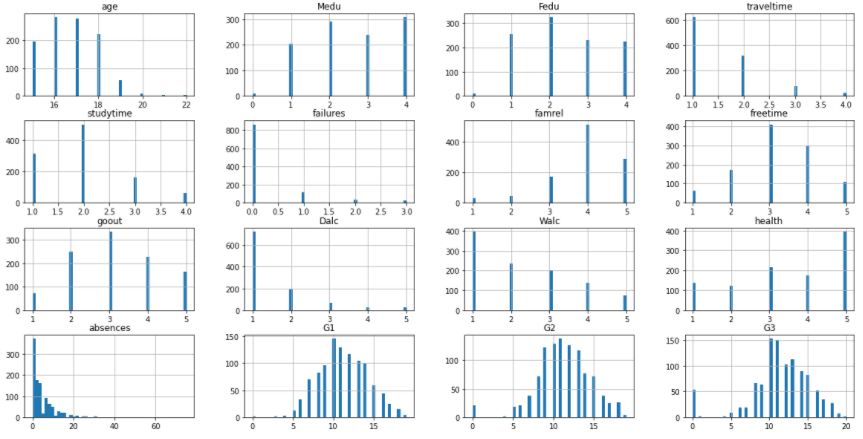 age Medu Fedu traveltime
300 600
200 300 200 400
200
100 100 100 200
0 0 0 0
16 18 20 22 0 1 2 3 4 0 1 2 3 4 1.0 1.5 2.0 2.5 3.0 3.5 4.0
studytime failures famrel freetime
800 400
400 600 400 300
200 400 200 200
200 100
0 0 0 0
1.0 1.5 2.0 2.5 3.0 3.5 4.0 0.0 0.5 1.0 1.5 2.0 2.5 3.0 1 2 3 4 5 1 2 3 4 5
goout Dalc Walc health
300 600 400 400
200 400 300 300
100 200 200 200
100 100
0 0 0 0
1 2 3 4 5 1 2 3 4 5 1 2 3 4 5 1 2 3 4 5
absences G1 G2 G3
300 150 150
200 100 100 100
100 50 50 50
0 0 0 0
0 20 40 60 0 5 10 15 0 5 10 15 0 5 10 15 20